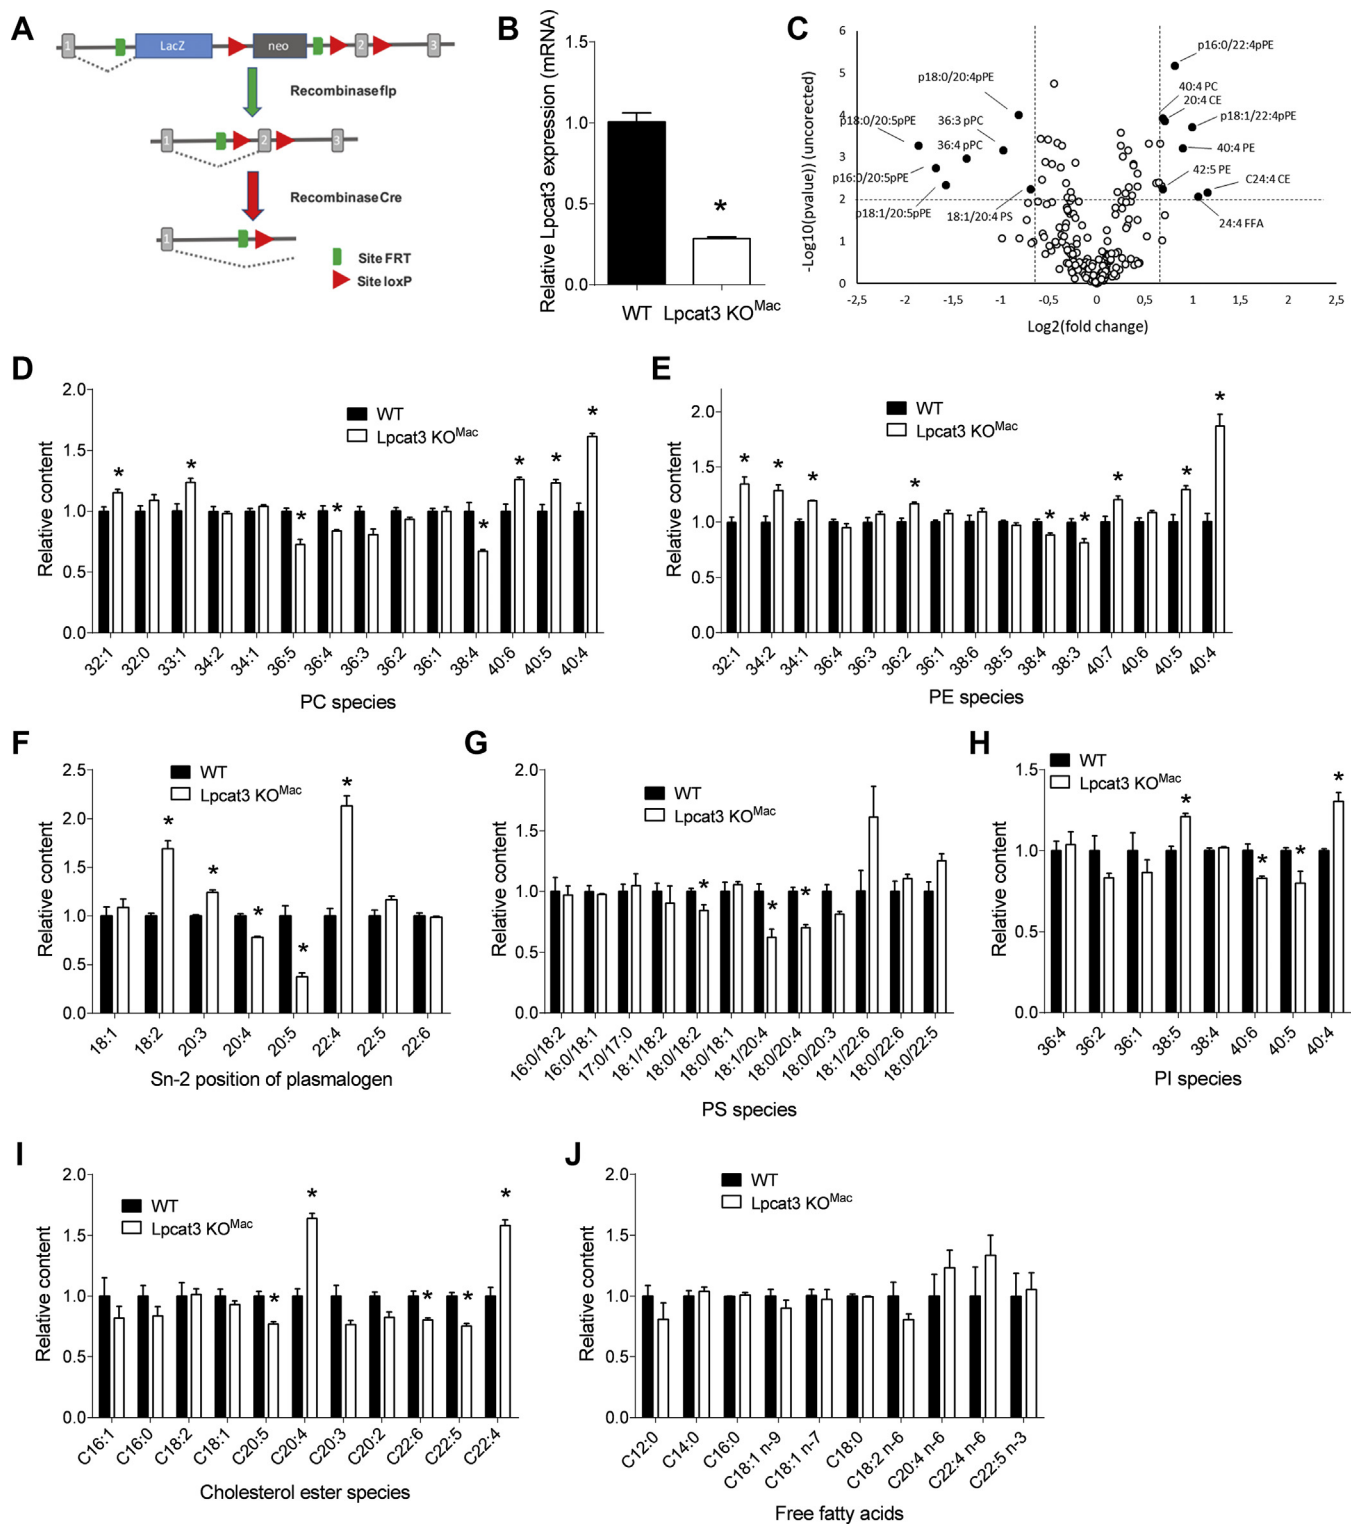 A
1
LacZ
neo
2
3
Recombinase flp
1
2
3
Recombinase Cre
1
Site FRT
Site loxP
B
Relative Lpcat3 expression (mRNA)
1.5
1.0
0.5
0.0
*
WT
Lpcat3 KO^Mac
C
-Log10(pvalue)) (uncorected)
6
5
4
3
2
1
0
p16:0/22:4pPE
p18:0/20:4pPE
40:4 PC
20:4 CE
p18:0/20:5pPE
36:3 pPC
p18:1/22:4pPE
36:4 pPC
40:4 PE
p16:0/20:5pPE
42:5 PE
C24:4 CE
p18:1/20:5pPE
18:1/20:4 PS
24:4 FFA
-2,5 -2 -1,5 -1 -0,5 0 0,5 1 1,5 2 2,5
Log2(fold change)
D
Relative content
2.0
1.5
1.0
0.5
0.0
WT
Lpcat3 KO^Mac
* * * * * * * *
32:1 32:0 33:1 34:2 34:1 36:5 36:4 36:3 36:2 36:1 38:4 40:6 40:5 40:4
PC species
E
Relative content
2.0
1.5
1.0
0.5
0.0
WT
Lpcat3 KO^Mac
* * * * * * * * *
32:1 34:2 34:1 36:4 36:3 36:2 36:1 38:6 38:5 38:4 38:3 40:7 40:6 40:5 40:4
PE species
F
Relative content
2.5
2.0
1.5
1.0
0.5
0.0
WT
Lpcat3 KO^Mac
* * * * *
18:1 18:2 20:3 20:4 20:5 22:4 22:5 22:6
Sn-2 position of plasmalogen
G
Relative content
2.0
1.5
1.0
0.5
0.0
WT
Lpcat3 KO^Mac
* * *
16:0/18:2 16:0/18:1 17:0/17:0 18:1/18:2 18:0/18:2 18:0/18:1 18:1/20:4 18:0/20:4 18:0/20:3 18:1/22:6 18:0/22:6 18:0/22:5
PS species
H
Relative content
1.5
1.0
0.5
0.0
WT
Lpcat3 KO^Mac
* * * *
36:4 36:2 36:1 38:5 38:4 40:6 40:5 40:4
PI species
I
Relative content
2.0
1.5
1.0
0.5
0.0
WT
Lpcat3 KO^Mac
* * * * *
C16:1 C16:0 C18:2 C18:1 C20:5 C20:4 C20:3 C20:2 C22:6 C22:5 C22:4
Cholesterol ester species
J
Relative content
2.0
1.5
1.0
0.5
0.0
WT
Lpcat3 KO^Mac
C12:0 C14:0 C16:0 C18:1 n-9 C18:1 n-7 C18:0 C18:2 n-6 C20:4 n-6 C22:4 n-6 C22:5 n-3
Free fatty acids